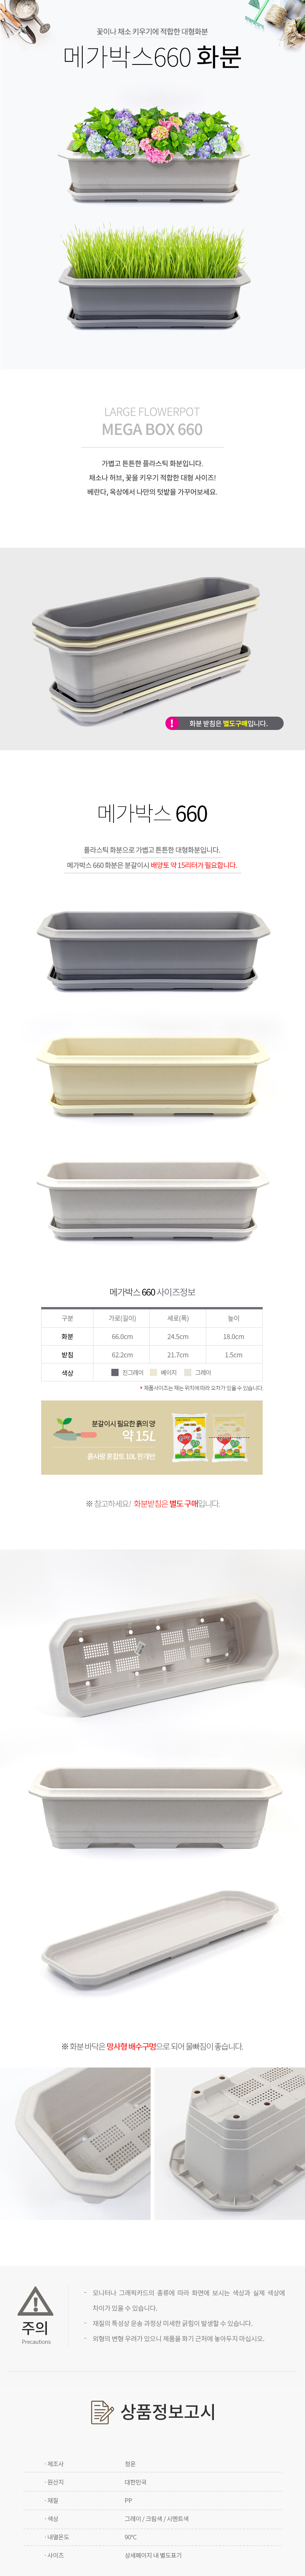 꽃이나 채소 키우기에 적합한 대형화분
메가박스660 화분
LARGE FLOWERPOT
MEGA BOX 660
가볍고 튼튼한 플라스틱 화분입니다.
채소나 허브, 꽃을 키우기 적합한 대형 사이즈!
베란다, 옥상에서 나만의 텃밭을 가꾸어보세요.
! 화분 받침은 별도구매입니다.
메가박스 660
플라스틱 화분으로 가볍고 튼튼한 대형화분입니다.
메가박스 660 화분은 분갈이시 배양토 약 15리터가 필요합니다.
메가박스 660 사이즈정보
구분 가로(길이) 세로(폭) 높이
화분 66.0cm 24.5cm 18.0cm
받침 62.2cm 21.7cm 1.5cm
색상 진그레이 베이지 그레이
* 제품사이즈는 재는 위치에 따라 오차가 있을 수 있습니다.
분갈이시 필요한 흙의 양
약 15L
흙사랑 혼합토 10L 한개반
※ 참고하세요! 화분받침은 별도 구매입니다.
※ 화분 바닥은 망사형 배수구멍으로 되어 물빠짐이 좋습니다.
주의
Precautions
- 모니터나 그래픽카드의 종류에 따라 화면에 보시는 색상과 실제 색상에
차이가 있을 수 있습니다.
- 재질의 특성상 운송 과정상 미세한 긁힘이 발생할 수 있습니다.
- 외형의 변형 우려가 있으니 제품을 화기 근처에 놓아두지 마십시오.
상품정보고시
· 제조사 청운
· 원산지 대한민국
· 재질 PP
· 색상 그레이 / 크림색 / 시멘트색
· 내열온도 90℃
· 사이즈 상세페이지 내 별도표기